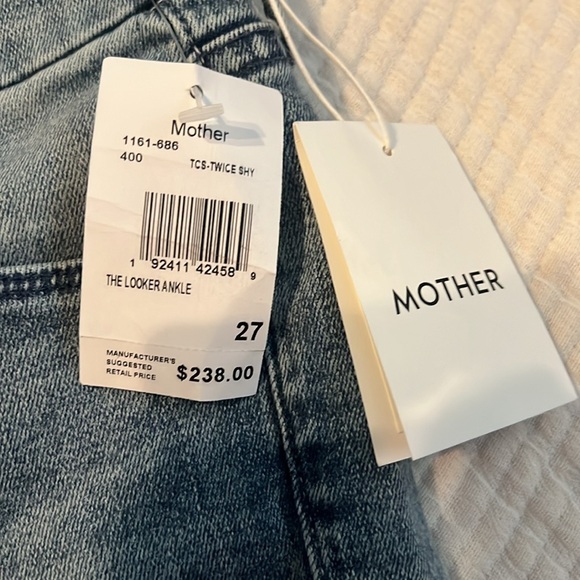 Mother
1161-686
400 TCS-TWICE SHY
1 92411 42458 9
THE LOOKER ANKLE
27
MANUFACTURER'S
SUGGESTED
RETAIL PRICE $238.00
MOTHER